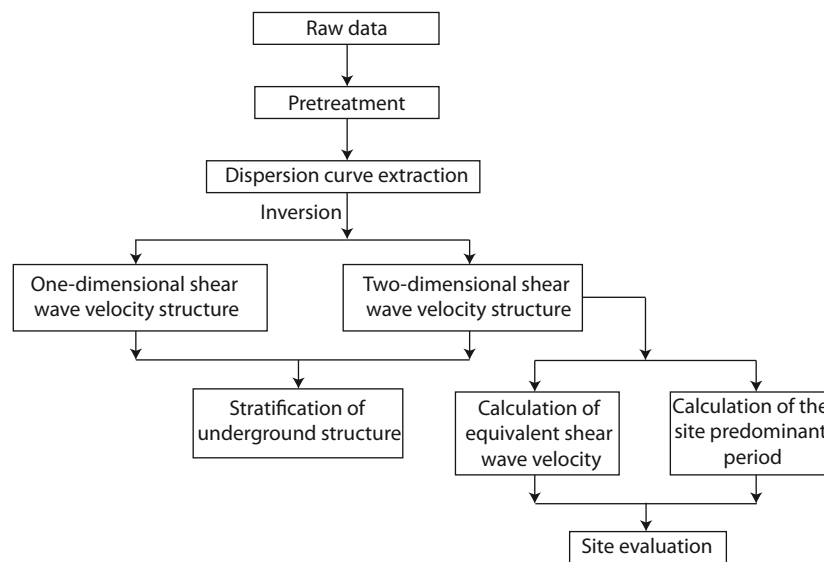 Raw data
Pretreatment
Dispersion curve extraction
Inversion
One-dimensional shear
wave velocity structure
Two-dimensional shear
wave velocity structure
Stratification of
underground structure
Calculation of
equivalent shear
wave velocity
Calculation of the
site predominant
period
Site evaluation